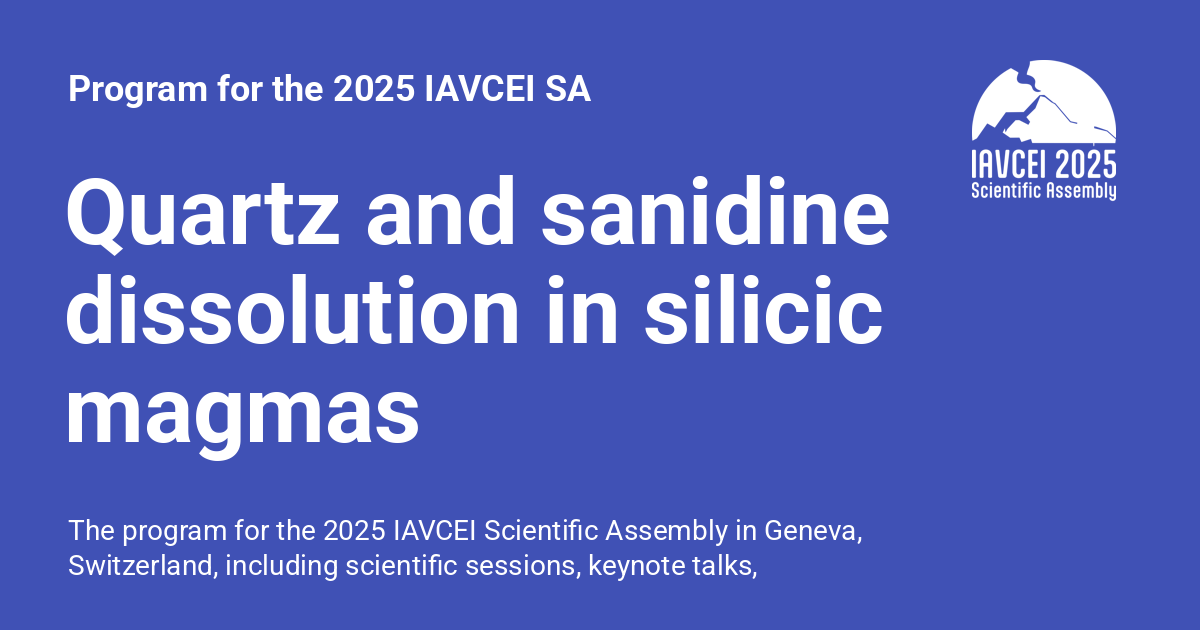 Program for the 2025 IAVCEI SA
IAVCEI 2025
Scientific Assembly
Quartz and sanidine
dissolution in silicic
magmas
The program for the 2025 IAVCEI Scientific Assembly in Geneva,
Switzerland, including scientific sessions, keynote talks,